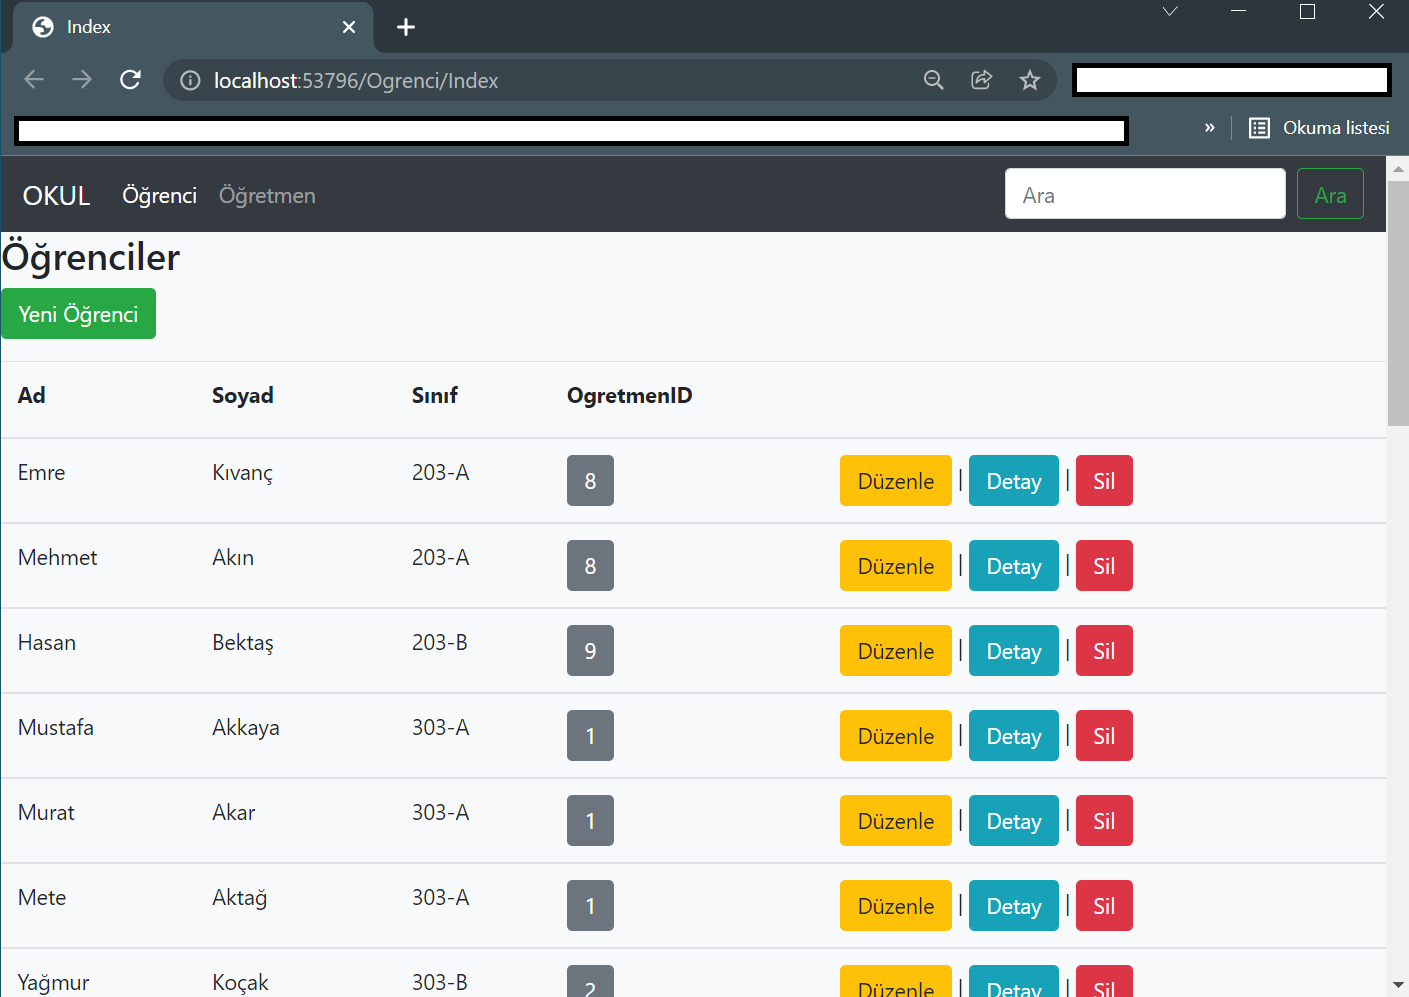 Index
localhost:53796/Ogrenci/Index
» Okuma listesi
OKUL Öğrenci Öğretmen Ara Ara
Öğrenciler
Yeni Öğrenci
Ad Soyad Sınıf OgretmenID
Emre Kıvanç 203-A 8 Düzenle | Detay | Sil
Mehmet Akın 203-A 8 Düzenle | Detay | Sil
Hasan Bektaş 203-B 9 Düzenle | Detay | Sil
Mustafa Akkaya 303-A 1 Düzenle | Detay | Sil
Murat Akar 303-A 1 Düzenle | Detay | Sil
Mete Aktağ 303-A 1 Düzenle | Detay | Sil
Yağmur Koçak 303-B 2 Düzenle | Detay | Sil